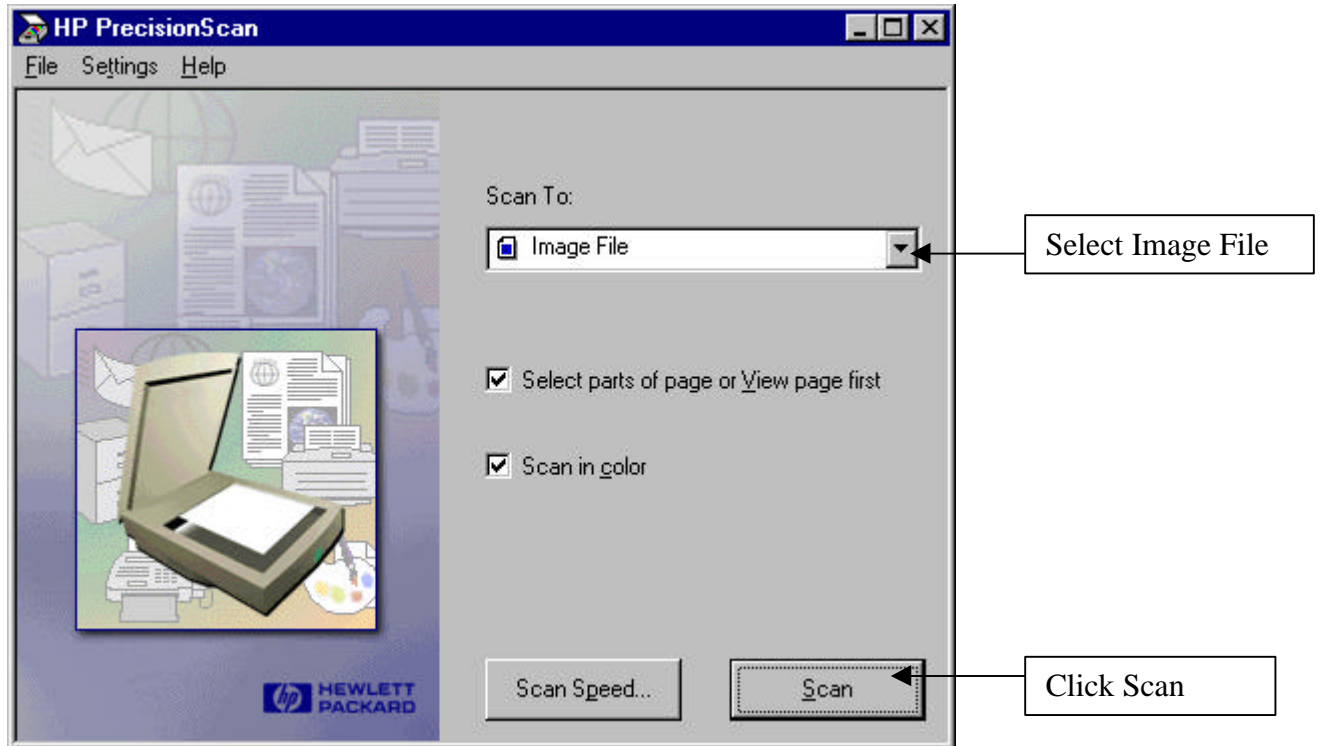 HP PrecisionScan
File Settings Help
Scan To:
Image File
Select Image File
Select parts of page or View page first
Scan in color
Scan Speed...
Scan
Click Scan
hp HEWLETT
PACKARD